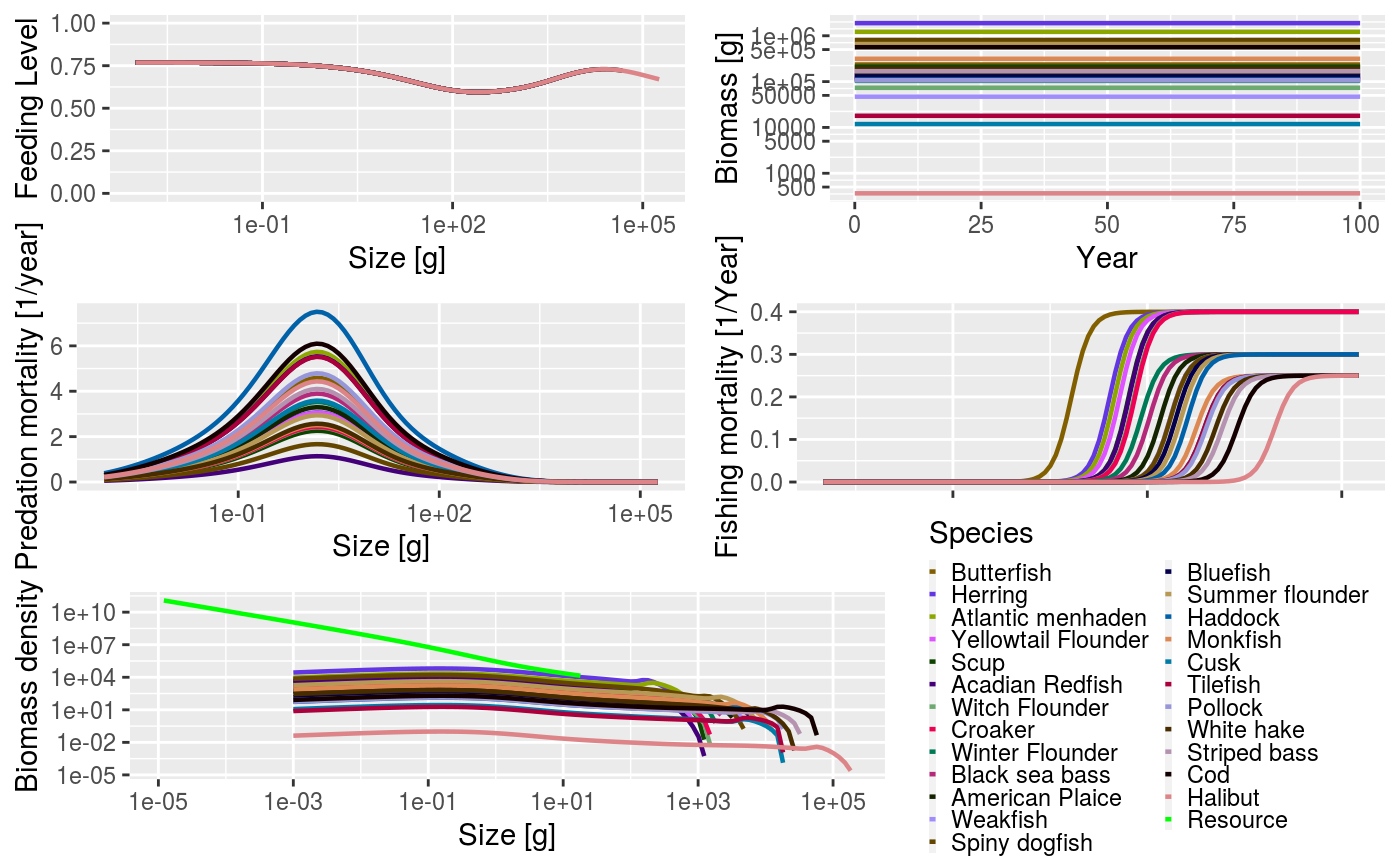 Feeding Level
1.00
0.75
0.50
0.25
0.00
1e-01 1e+02 1e+05
Size [g]
Biomass [g]
1e+06
5e+05
1e+05
50000
10000
5000
1000
500
0 25 50 75 100
Year
Predation mortality [1/year]
6
4
2
0
1e-01 1e+02 1e+05
Size [g]
Fishing mortality [1/Year]
0.4
0.3
0.2
0.1
0.0
Biomass density
1e+10
1e+07
1e+04
1e+01
1e-02
1e-05
1e-05 1e-03 1e-01 1e+01 1e+03 1e+05
Size [g]
Species
Butterfish
Herring
Atlantic menhaden
Yellowtail Flounder
Scup
Acadian Redfish
Witch Flounder
Croaker
Winter Flounder
Black sea bass
American Plaice
Weakfish
Spiny dogfish
Bluefish
Summer flounder
Haddock
Monkfish
Cusk
Tilefish
Pollock
White hake
Striped bass
Cod
Halibut
Resource